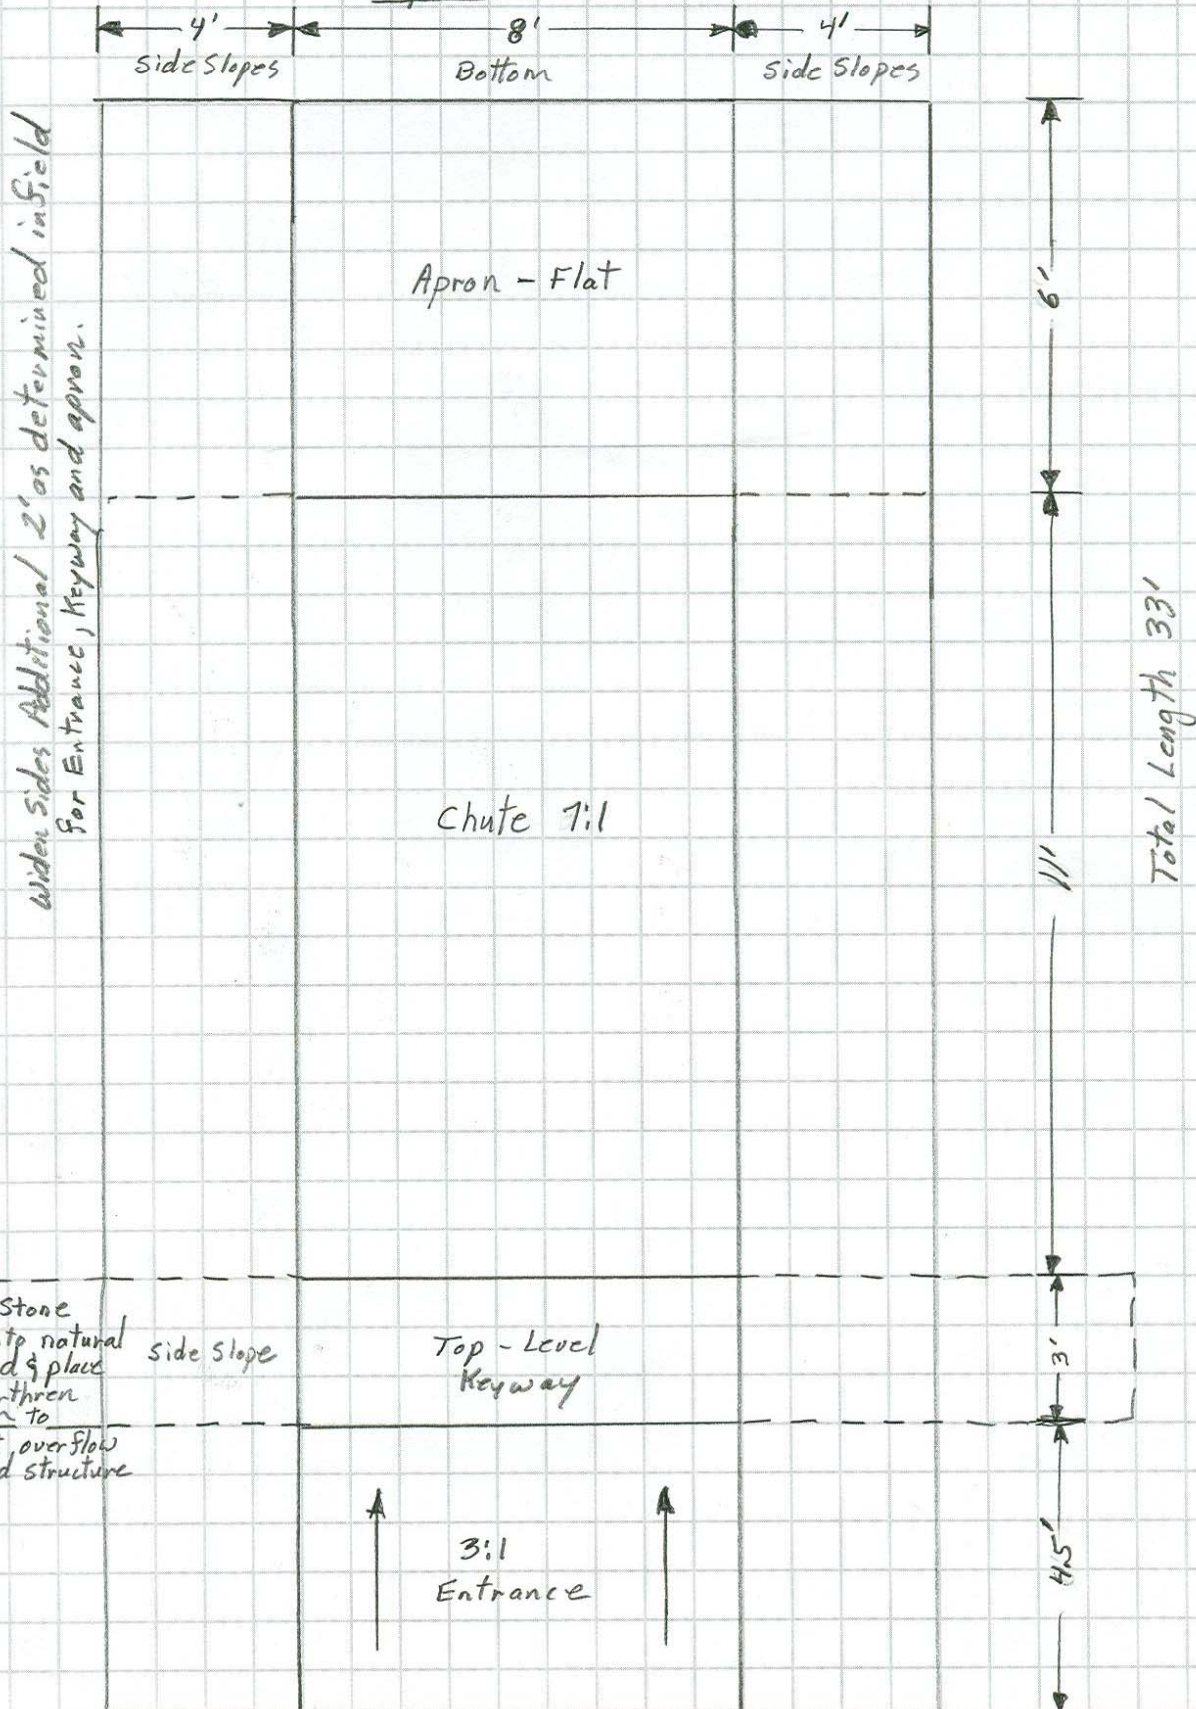 4' 8' 4'
Side Slopes Bottom Side Slopes
Widen Sides Additional 2' as determined in field
for Entrance, Keyway and apron.
Apron - Flat
6'
Chute 7:1
11'
Total Length 33'
Stone
to natural
d & place
-thren
to
overflow
d structure
Side Slope
Top - Level
Keyway
3'
3:1
Entrance
4.5'